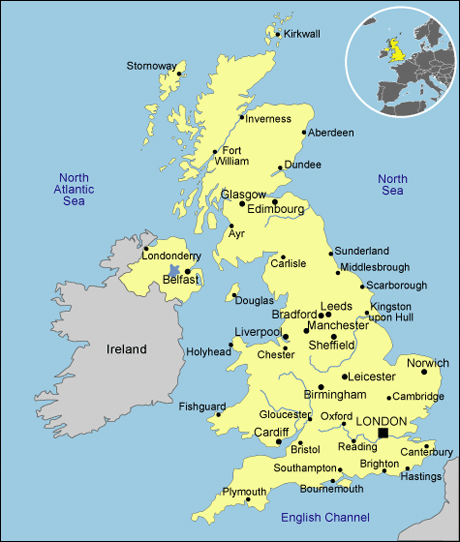 Kirkwall
Stornoway
Inverness
Aberdeen
Fort
William
Dundee
North
Atlantic
Sea
North
Sea
Glasgow
Edimbourg
Ayr
Londonderry
Belfast
Carlisle
Sunderland
Middlesbrough
Scarborough
Douglas
Leeds
Bradford
Kingston
upon Hull
Liverpool
Manchester
Sheffield
Ireland
Holyhead
Chester
Norwich
Leicester
Birmingham
Cambridge
Fishguard
Gloucester
Oxford
LONDON
Cardiff
Bristol
Reading
Canterbury
Southampton
Brighton
Hastings
Plymouth
Bournemouth
English Channel